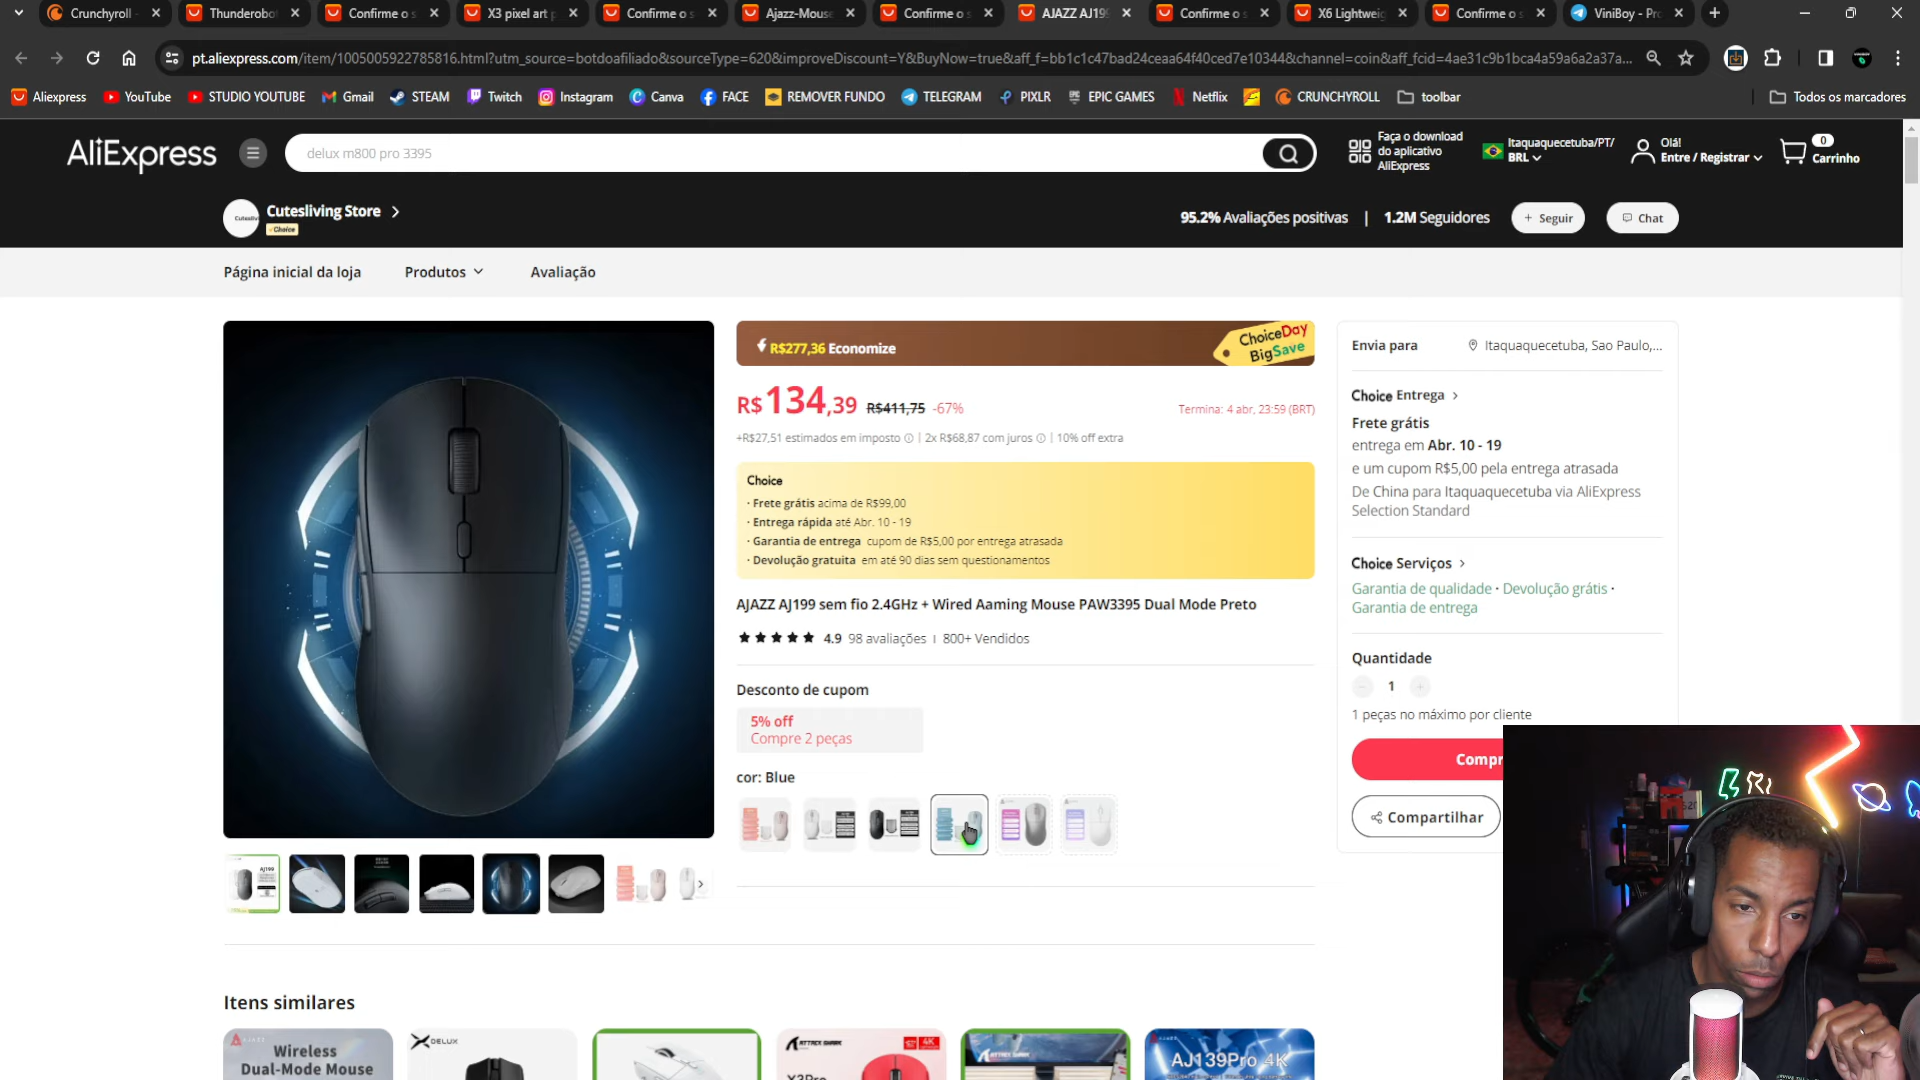 Crunchyroll -
Thunderobo
Confirme o s
X3 pixel art p
Confirme o s
Ajazz-Mouse
Confirme o s
AJAZZ AJ199
Confirme o s
X6 Lightweig
Confirme o s
ViniBoy - Pro
pt.aliexpress.com/item/1005005922785816.html?utm_source=botdoafiliado&sourceType=620&improveDiscount=Y&BuyNow=true&aff_f=bb1c1c47bad24ceaa64f40ced7e10344&channel=coin&aff_fcid=4ae31c9b1bca4a59a6a2a37a...
Aliexpress
YouTube
STUDIO YOUTUBE
Gmail
STEAM
Twitch
Instagram
Canva
FACE
REMOVER FUNDO
TELEGRAM
PIXLR
EPIC GAMES
Netflix
CRUNCHYROLL
toolbar
Todos os marcadores
AliExpress
delux m800 pro 3395
Faça o download
do aplicativo
AliExpress
Itaquaquecetuba/PT/
BRL
Olá!
Entre / Registrar
0
Carrinho
Cutesliving Store
Choice
95.2% Avaliações positivas | 1.2M Seguidores
+ Seguir
Chat
Página inicial da loja
Produtos
Avaliação
R$277,36 Economize
ChoiceDay
BigSave
R$134,39 R$411,75 -67%
Termina: 4 abr, 23:59 (BRT)
+R$27,51 estimados em imposto | 2x R$68,87 com juros | 10% off extra
Choice
· Frete grátis acima de R$99,00
· Entrega rápida até Abr. 10 - 19
· Garantia de entrega cupom de R$5,00 por entrega atrasada
· Devolução gratuita em até 90 dias sem questionamentos
AJAZZ AJ199 sem fio 2.4GHz + Wired Aaming Mouse PAW3395 Dual Mode Preto
4.9 98 avaliações | 800+ Vendidos
Desconto de cupom
5% off
Compre 2 peças
cor: Blue
Envia para
Itaquaquecetuba, Sao Paulo,...
Choice Entrega
Frete grátis
entrega em Abr. 10 - 19
e um cupom R$5,00 pela entrega atrasada
De China para Itaquaquecetuba via AliExpress
Selection Standard
Choice Serviços
Garantia de qualidade · Devolução grátis ·
Garantia de entrega
Quantidade
1
1 peças no máximo por cliente
Compr
Compartilhar
AJ199
Itens similares
AJAZZ
Wireless
Dual-Mode Mouse
DELUX
ATTACK SHARK
4K
X3Pro
ATTACK SHARK
AJ139Pro 4K